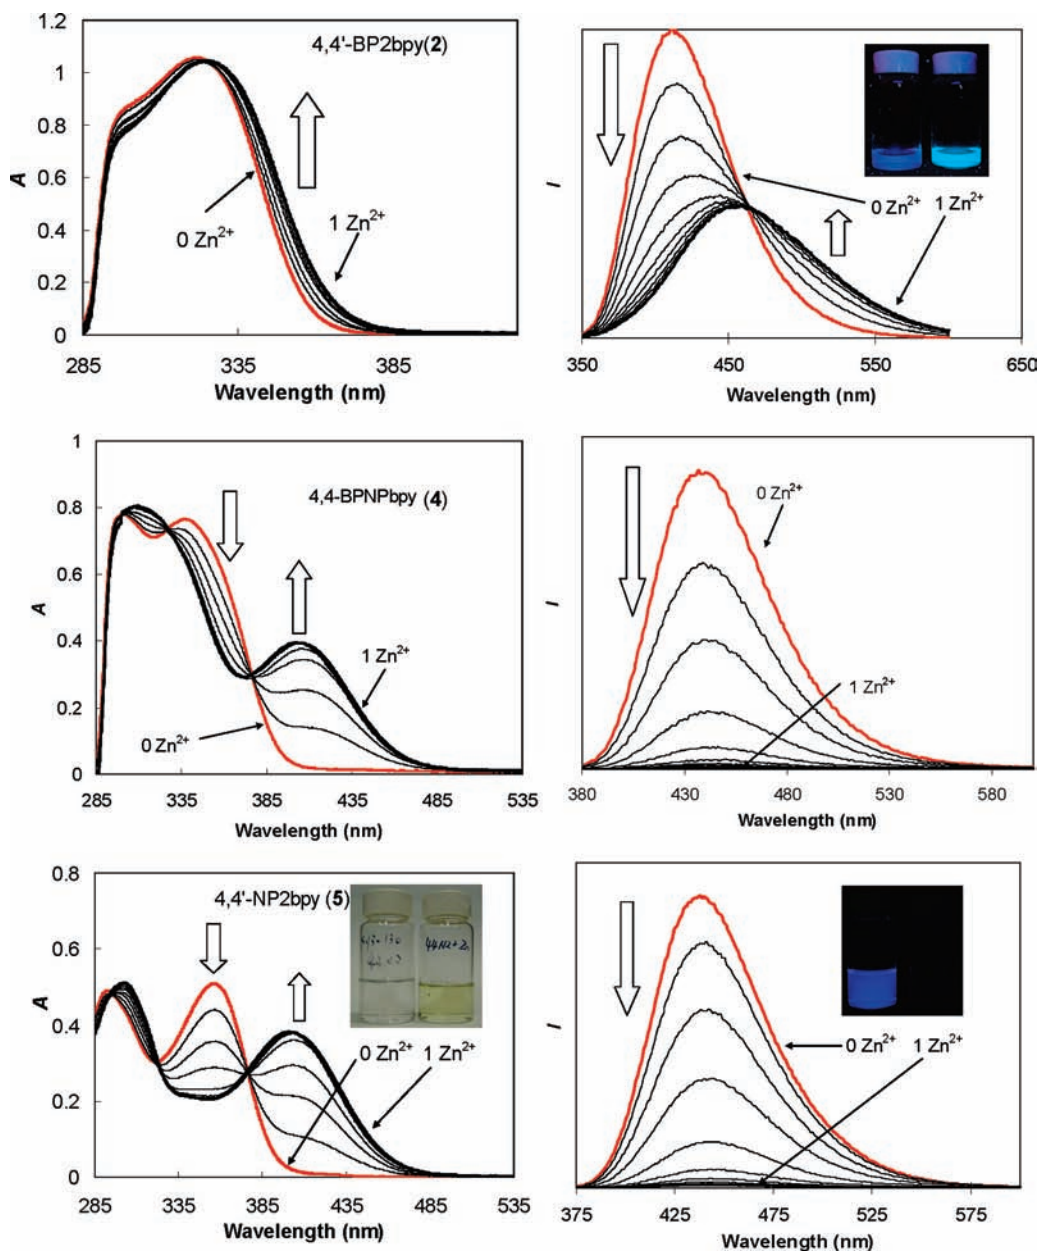 4,4'-BP2bpy(2)
1.2
1
0.8
0.6
0.4
0.2
0
A
0 Zn2+
1 Zn2+
285 335 385
Wavelength (nm)
I
0 Zn2+ 1 Zn2+
350 450 550 650
Wavelength (nm)
4,4-BPNPbpy (4)
1
0.8
0.6
0.4
0.2
0
A
1 Zn2+
0 Zn2+
285 335 385 435 485 535
Wavelength (nm)
I
0 Zn2+
1 Zn2+
380 430 480 530 580
Wavelength (nm)
4,4'-NP2bpy (5)
0.8
0.6
0.4
0.2
0
A
0 Zn2+ 1 Zn2+
285 335 385 435 485 535
Wavelength (nm)
I
0 Zn2+ 1 Zn2+
375 425 475 525 575
Wavelength (nm)